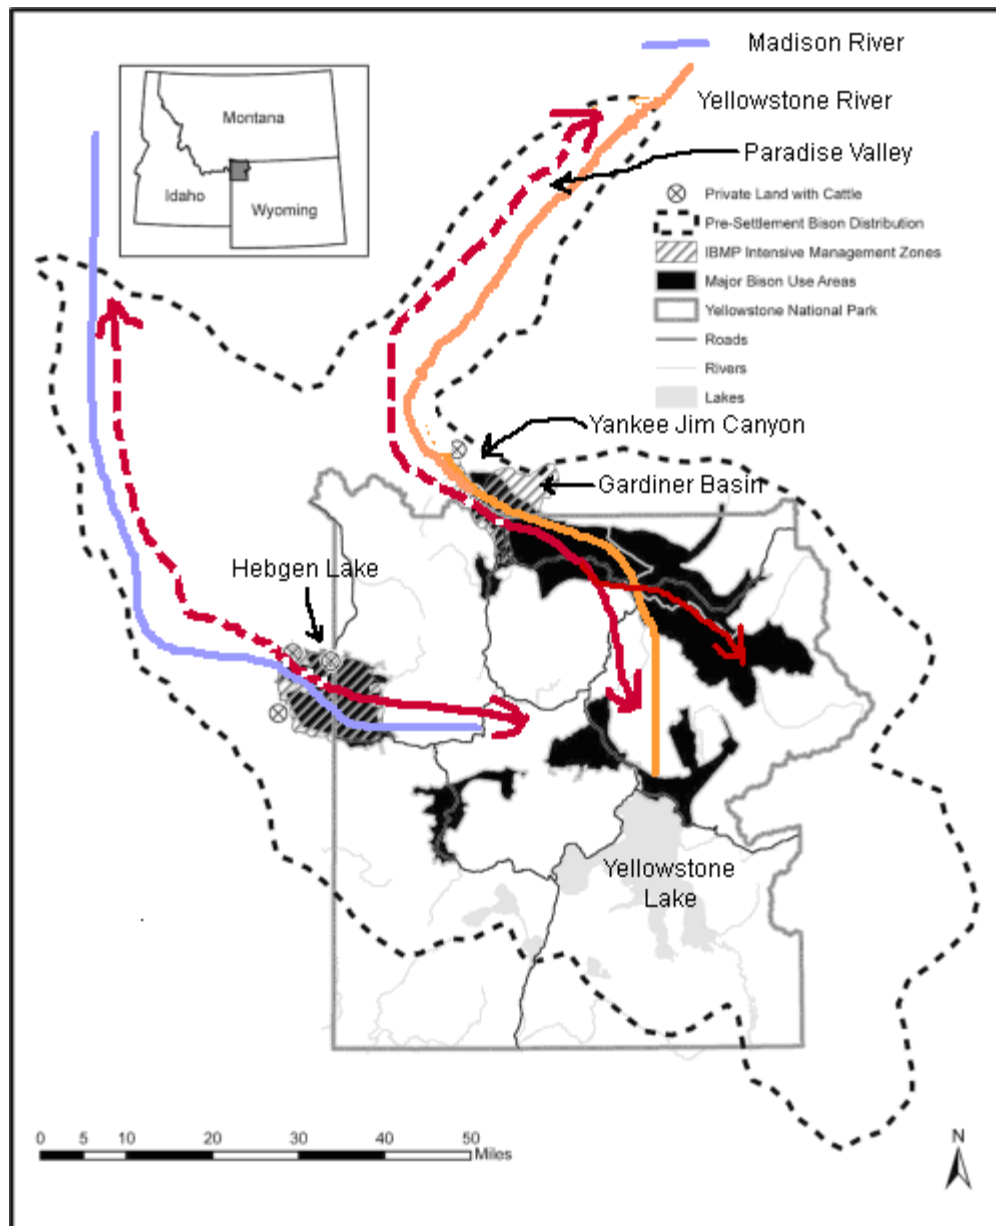 Madison River
Yellowstone River
Paradise Valley
Montana
Idaho
Wyoming
Private Land with Cattle
Pre-Settlement Bison Distribution
IBMP Intensive Management Zones
Major Bison Use Areas
Yellowstone National Park
Roads
Rivers
Lakes
Yankee Jim Canyon
Gardiner Basin
Hebgen Lake
Yellowstone
Lake
0 5 10 20 30 40 50
Miles
N